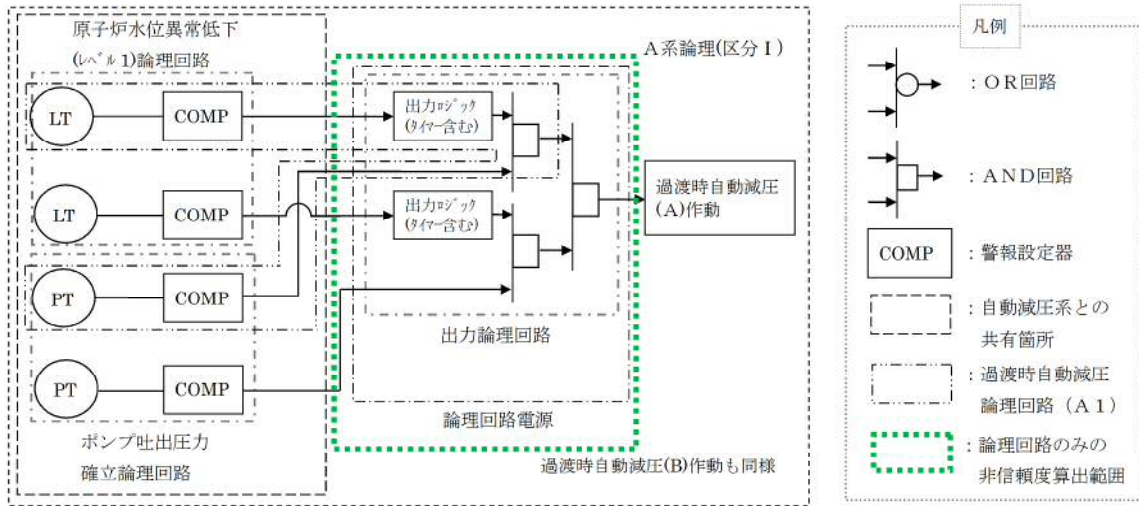 原子炉水位異常低下
(ﾚﾍﾞﾙ1)論理回路
A系論理(区分Ⅰ)
LT
COMP
出力ﾛｼﾞｯｸ
(ﾀｲﾏｰ含む)
LT
COMP
出力ﾛｼﾞｯｸ
(ﾀｲﾏｰ含む)
過渡時自動減圧
(A)作動
PT
COMP
出力論理回路
PT
COMP
論理回路電源
ポンプ吐出圧力
確立論理回路
過渡時自動減圧(B)作動も同様
凡例
：OR回路
：AND回路
COMP
：警報設定器
：自動減圧系との
共有箇所
：過渡時自動減圧
論理回路（A1）
：論理回路のみの
非信頼度算出範囲